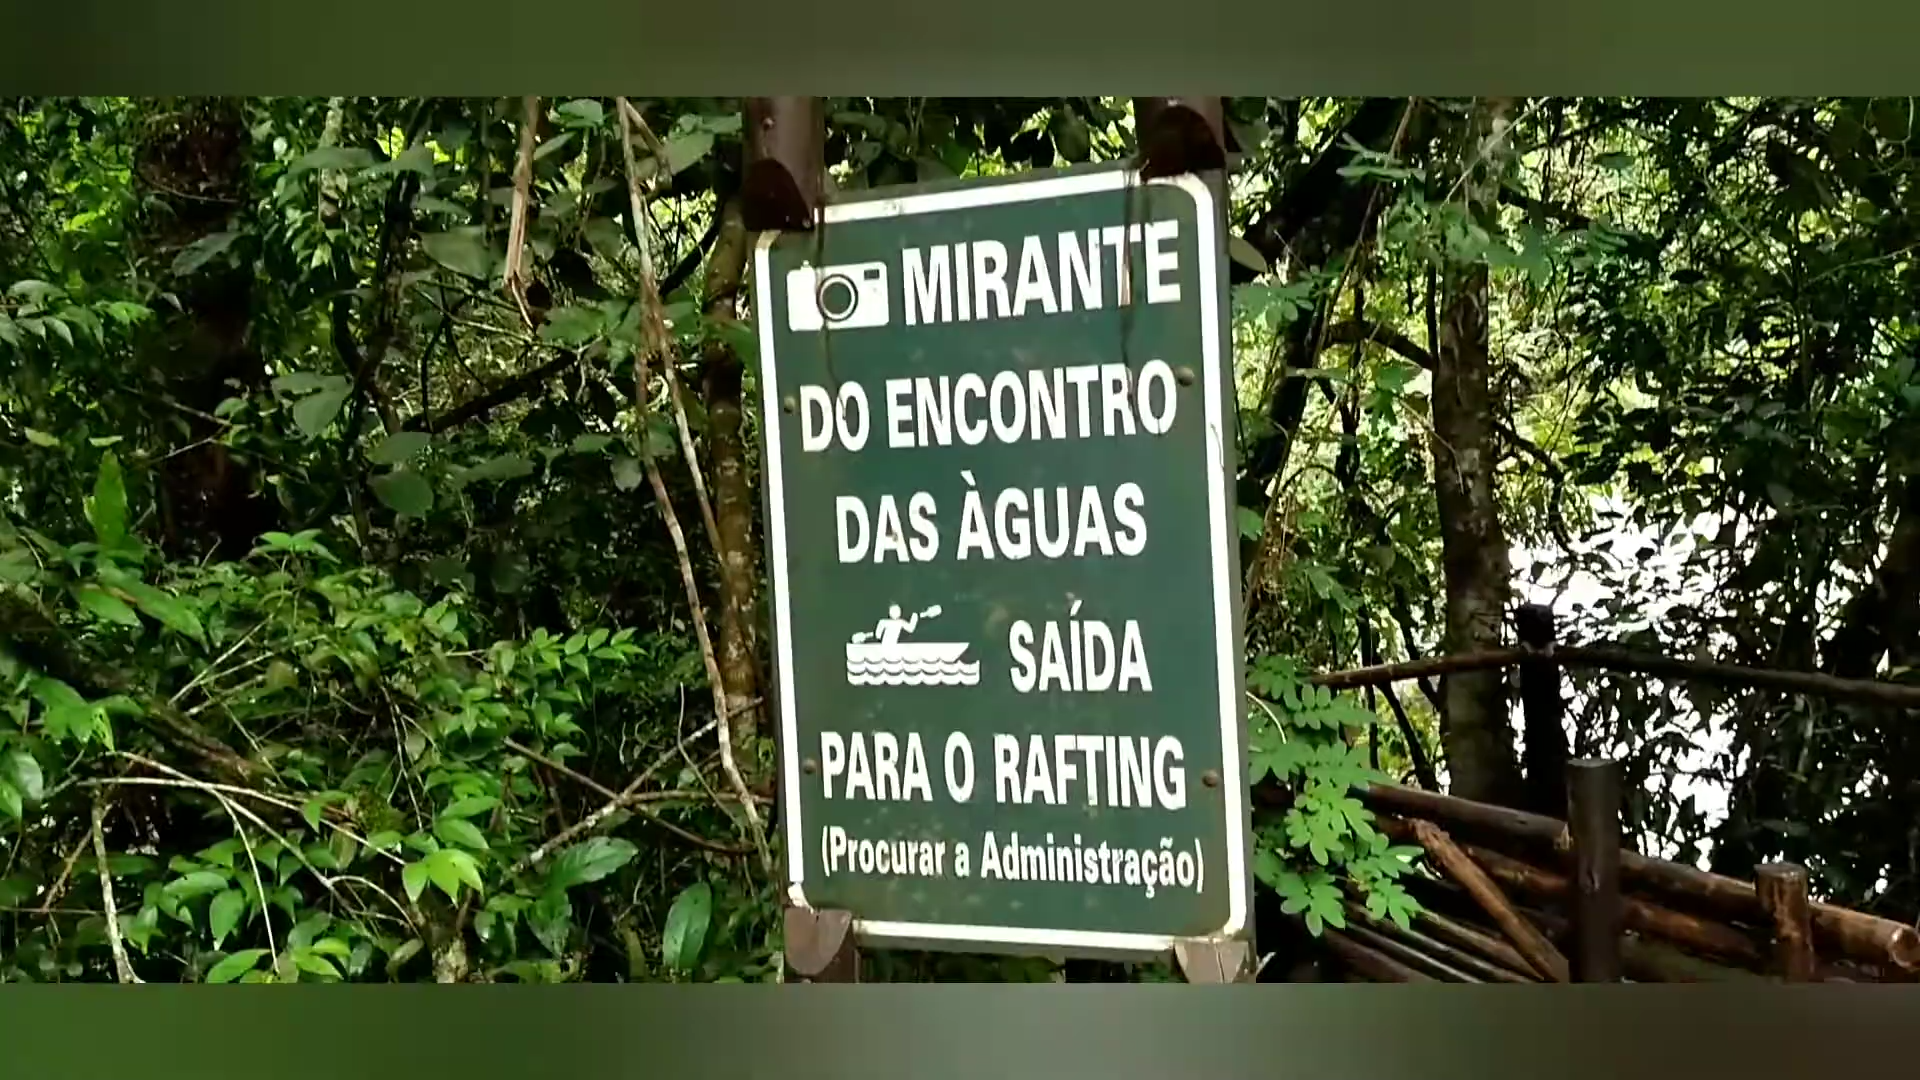 MIRANTE
DO ENCONTRO
DAS ÀGUAS
SAÍDA
PARA O RAFTING
(Procurar a Administração)